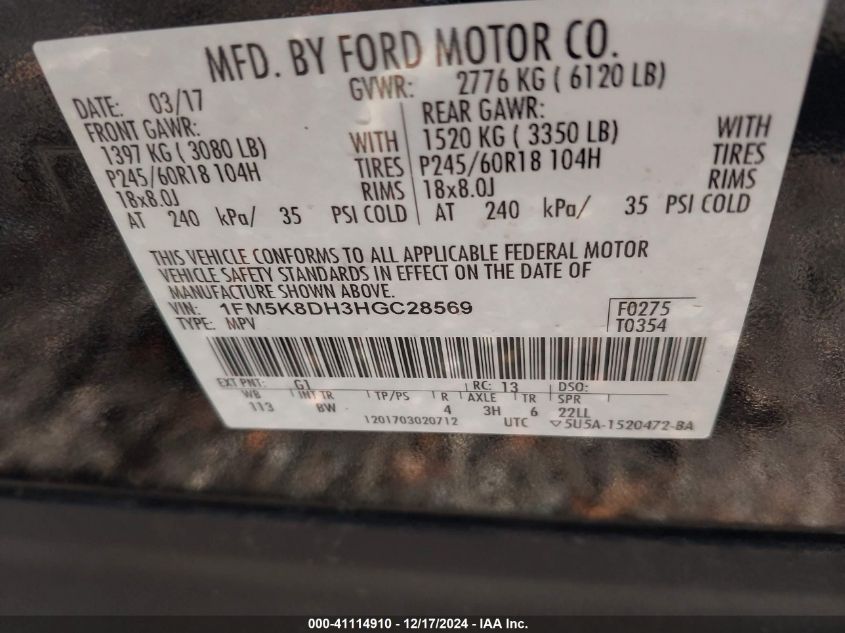 MFD. BY FORD MOTOR CO.
DATE: 03/17 GVWR: 2776 KG ( 6120 LB)
FRONT GAWR: REAR GAWR:
1397 KG ( 3080 LB) WITH 1520 KG ( 3350 LB) WITH
P245/60R18 104H TIRES P245/60R18 104H TIRES
18x8.0J RIMS 18x8.0J RIMS
AT 240 kPa/ 35 PSI COLD AT 240 kPa/ 35 PSI COLD
THIS VEHICLE CONFORMS TO ALL APPLICABLE FEDERAL MOTOR
VEHICLE SAFETY STANDARDS IN EFFECT ON THE DATE OF
MANUFACTURE SHOWN ABOVE.
VIN: 1FM5K8DH3HGC28569 F0275
TYPE: MPV T0354
EXT PNT: G1 RC: 13 DSO:
WB INT TR TP/PS R AXLE TR SPR
113 BW 4 3H 6 22LL
1201703020712 UTC ▽5U5A-1520472-BA
000-41114910 - 12/17/2024 - IAA Inc.